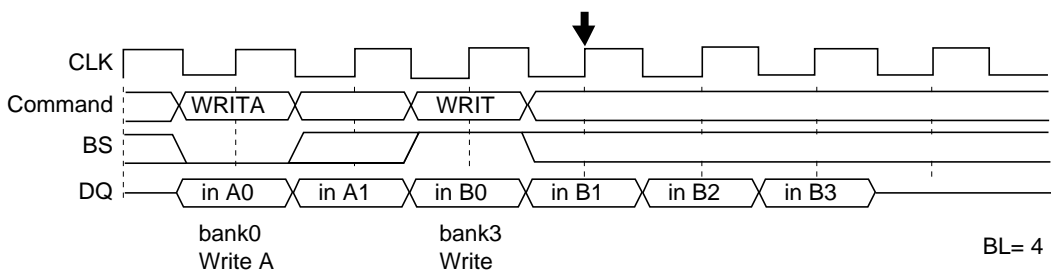 CLK
Command WRITA WRIT
BS
DQ in A0 in A1 in B0 in B1 in B2 in B3
bank0 bank3
Write A Write
BL= 4